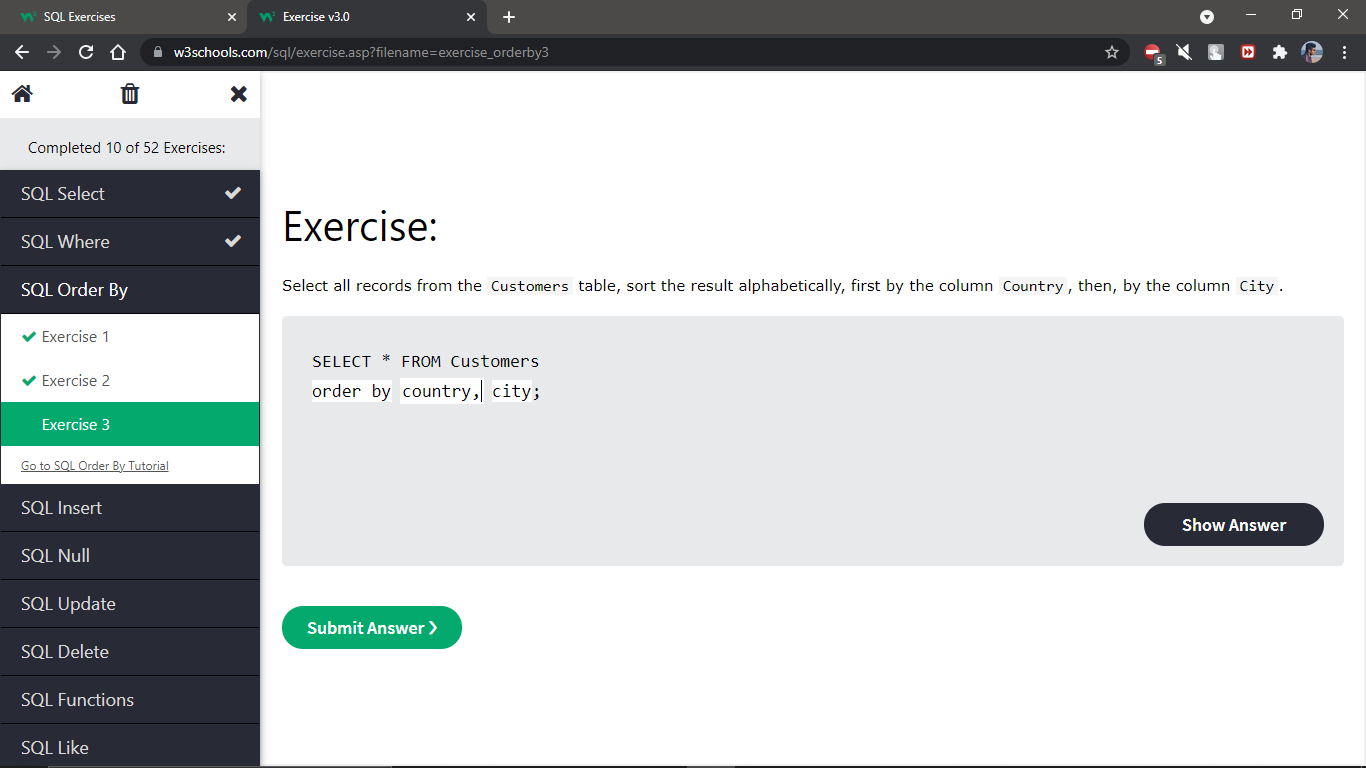 SQL Exercises
Exercise v3.0
w3schools.com/sql/exercise.asp?filename=exercise_orderby3
5
Completed 10 of 52 Exercises:
SQL Select
SQL Where
SQL Order By
Exercise 1
Exercise 2
Exercise 3
Go to SQL Order By Tutorial
SQL Insert
SQL Null
SQL Update
SQL Delete
SQL Functions
SQL Like
Exercise:
Select all records from the Customers table, sort the result alphabetically, first by the column Country, then, by the column City.
SELECT * FROM Customers
order by country, city;
Show Answer
Submit Answer ❯